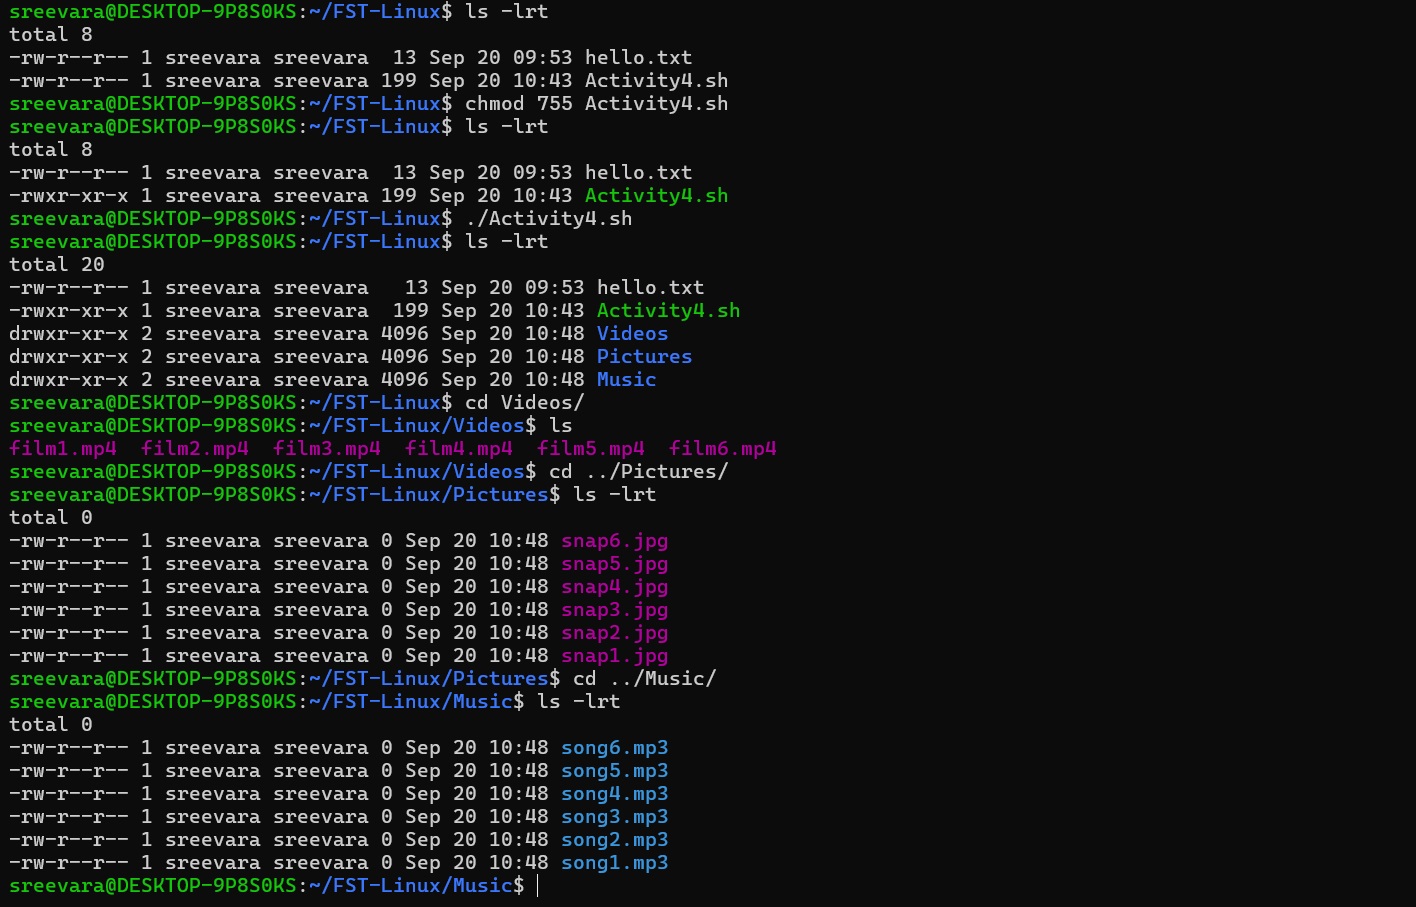 sreevara@DESKTOP-9P8S0KS:~/FST-Linux$ ls -lrt
total 8
-rw-r--r-- 1 sreevara sreevara  13 Sep 20 09:53 hello.txt
-rw-r--r-- 1 sreevara sreevara 199 Sep 20 10:43 Activity4.sh
sreevara@DESKTOP-9P8S0KS:~/FST-Linux$ chmod 755 Activity4.sh
sreevara@DESKTOP-9P8S0KS:~/FST-Linux$ ls -lrt
total 8
-rw-r--r-- 1 sreevara sreevara  13 Sep 20 09:53 hello.txt
-rwxr-xr-x 1 sreevara sreevara 199 Sep 20 10:43 Activity4.sh
sreevara@DESKTOP-9P8S0KS:~/FST-Linux$ ./Activity4.sh
sreevara@DESKTOP-9P8S0KS:~/FST-Linux$ ls -lrt
total 20
-rw-r--r-- 1 sreevara sreevara   13 Sep 20 09:53 hello.txt
-rwxr-xr-x 1 sreevara sreevara  199 Sep 20 10:43 Activity4.sh
drwxr-xr-x 2 sreevara sreevara 4096 Sep 20 10:48 Videos
drwxr-xr-x 2 sreevara sreevara 4096 Sep 20 10:48 Pictures
drwxr-xr-x 2 sreevara sreevara 4096 Sep 20 10:48 Music
sreevara@DESKTOP-9P8S0KS:~/FST-Linux$ cd Videos/
sreevara@DESKTOP-9P8S0KS:~/FST-Linux/Videos$ ls
film1.mp4  film2.mp4  film3.mp4  film4.mp4  film5.mp4  film6.mp4
sreevara@DESKTOP-9P8S0KS:~/FST-Linux/Videos$ cd ../Pictures/
sreevara@DESKTOP-9P8S0KS:~/FST-Linux/Pictures$ ls -lrt
total 0
-rw-r--r-- 1 sreevara sreevara 0 Sep 20 10:48 snap6.jpg
-rw-r--r-- 1 sreevara sreevara 0 Sep 20 10:48 snap5.jpg
-rw-r--r-- 1 sreevara sreevara 0 Sep 20 10:48 snap4.jpg
-rw-r--r-- 1 sreevara sreevara 0 Sep 20 10:48 snap3.jpg
-rw-r--r-- 1 sreevara sreevara 0 Sep 20 10:48 snap2.jpg
-rw-r--r-- 1 sreevara sreevara 0 Sep 20 10:48 snap1.jpg
sreevara@DESKTOP-9P8S0KS:~/FST-Linux/Pictures$ cd ../Music/
sreevara@DESKTOP-9P8S0KS:~/FST-Linux/Music$ ls -lrt
total 0
-rw-r--r-- 1 sreevara sreevara 0 Sep 20 10:48 song6.mp3
-rw-r--r-- 1 sreevara sreevara 0 Sep 20 10:48 song5.mp3
-rw-r--r-- 1 sreevara sreevara 0 Sep 20 10:48 song4.mp3
-rw-r--r-- 1 sreevara sreevara 0 Sep 20 10:48 song3.mp3
-rw-r--r-- 1 sreevara sreevara 0 Sep 20 10:48 song2.mp3
-rw-r--r-- 1 sreevara sreevara 0 Sep 20 10:48 song1.mp3
sreevara@DESKTOP-9P8S0KS:~/FST-Linux/Music$